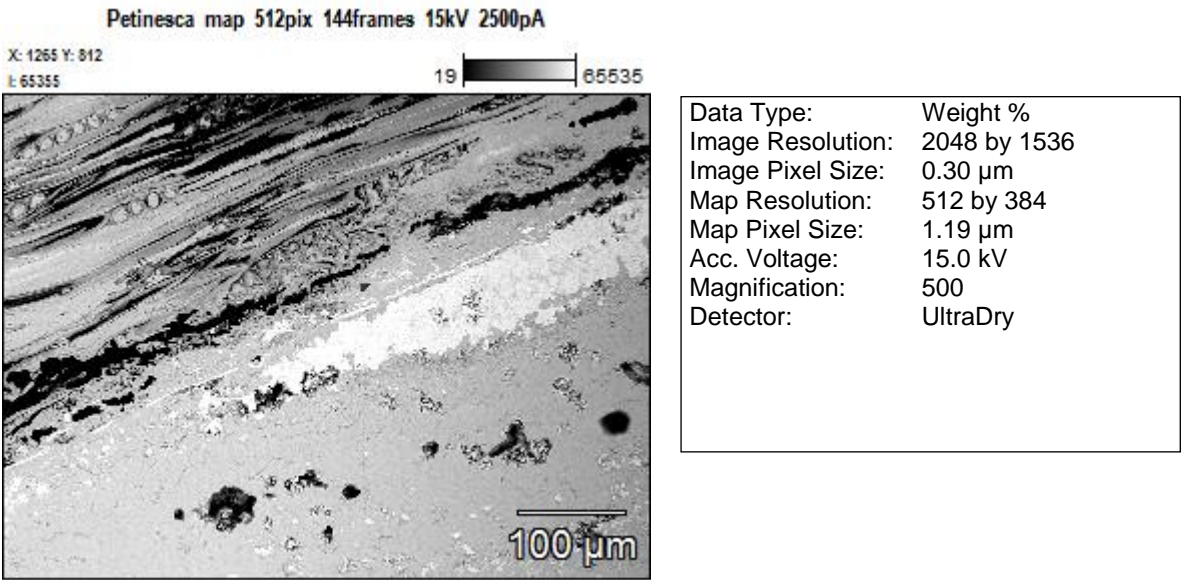 Petinesca map 512pix 144frames 15kV 2500pA
X: 1265 Y: 812
I: 65355
19 65535
100 µm
Data Type: Weight %
Image Resolution: 2048 by 1536
Image Pixel Size: 0.30 µm
Map Resolution: 512 by 384
Map Pixel Size: 1.19 µm
Acc. Voltage: 15.0 kV
Magnification: 500
Detector: UltraDry